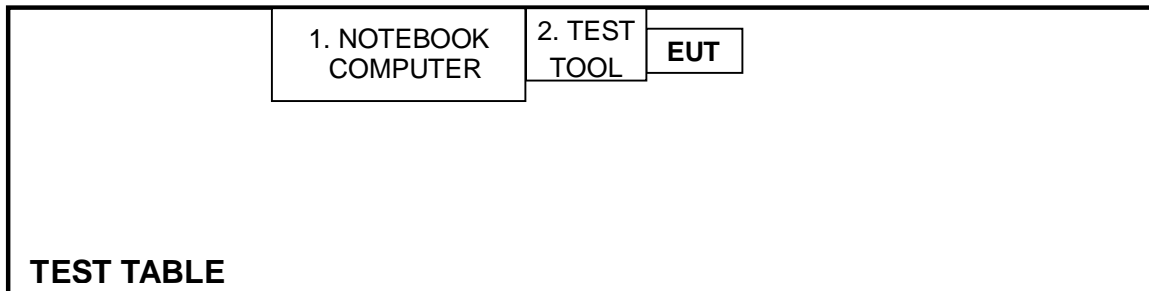 1. NOTEBOOK
COMPUTER
2. TEST
TOOL
EUT
TEST TABLE